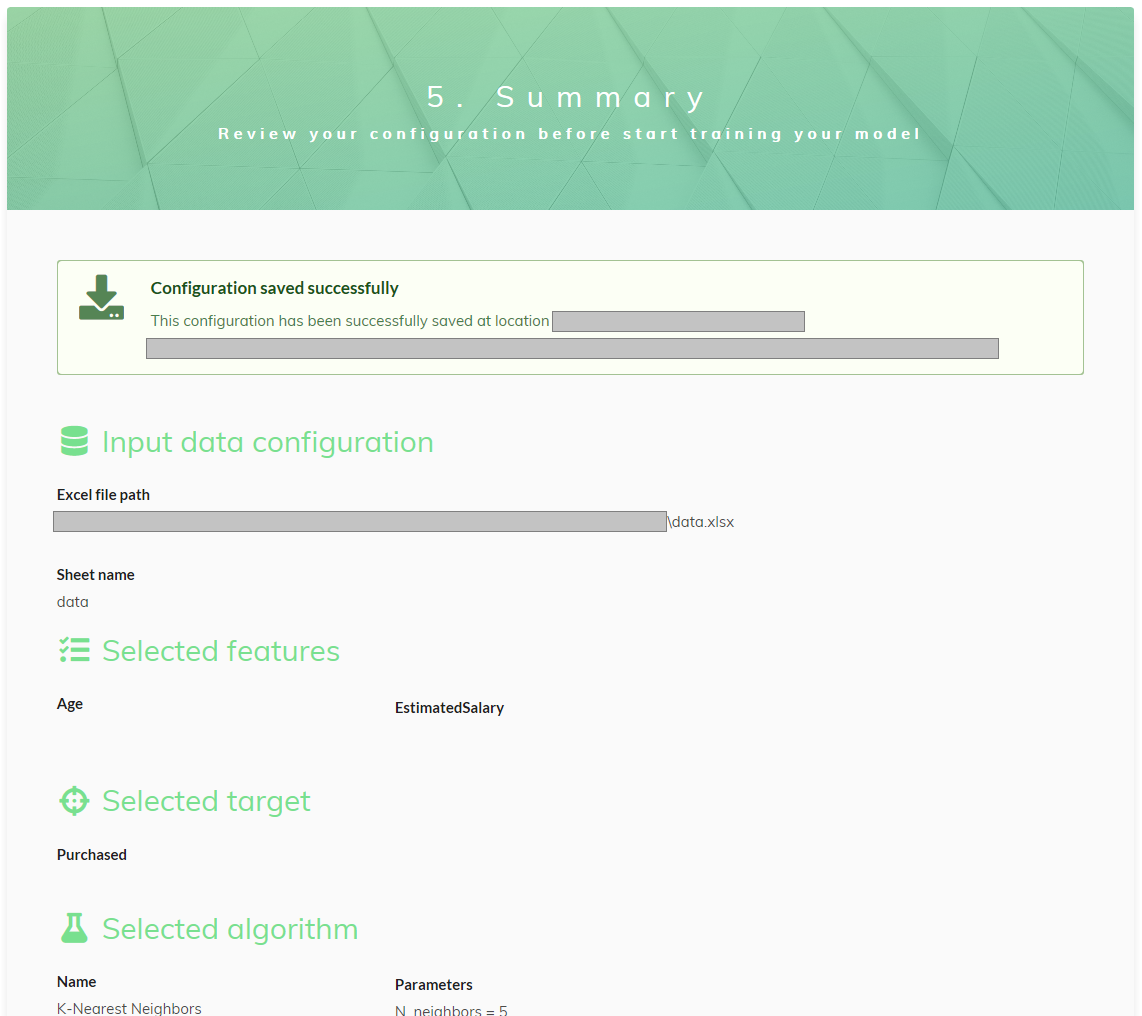 5. Summary
Review your configuration before start training your model
Configuration saved successfully
This configuration has been successfully saved at location
Input data configuration
Excel file path
\data.xlsx
Sheet name
data
Selected features
Age
EstimatedSalary
Selected target
Purchased
Selected algorithm
Name
Parameters
K-Nearest Neighbors
N_neighbors = 5